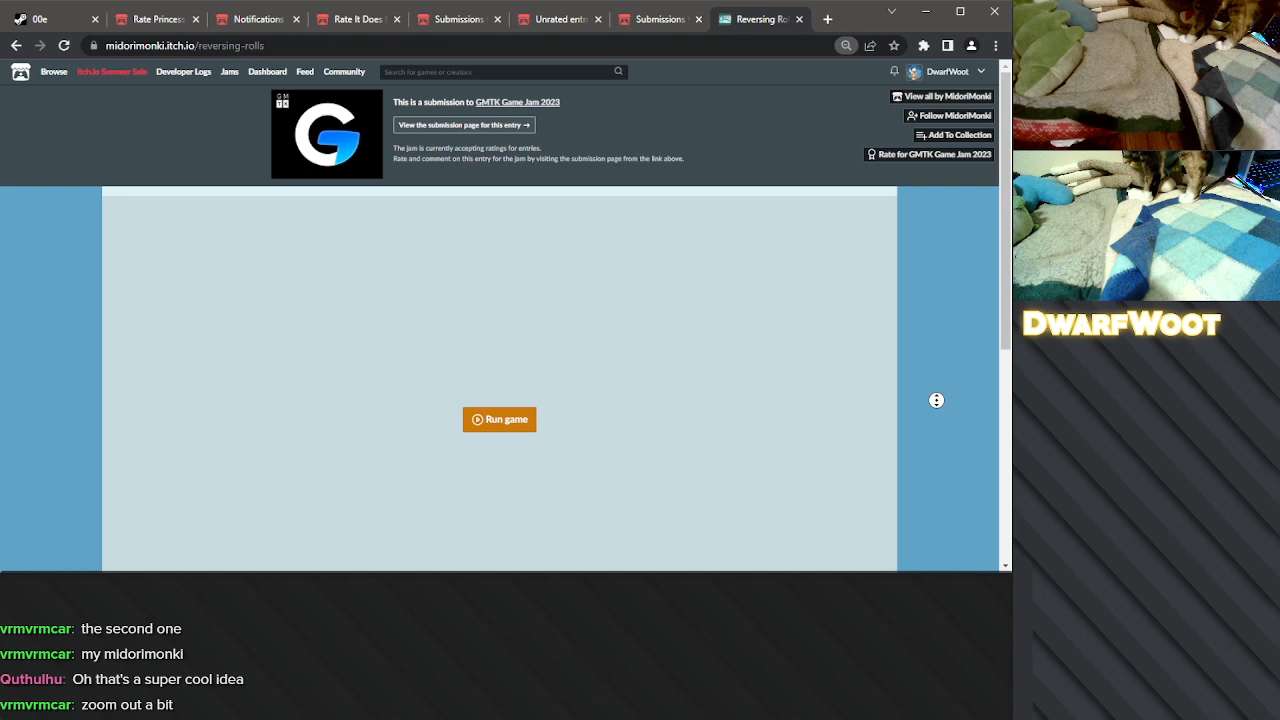 00e
Rate Princess
Notifications
Rate It Does
Submissions
Unrated entr
Submissions
Reversing Rol
midorimonki.itch.io/reversing-rolls
Browse
Itch.io Summer Sale
Developer Logs
Jams
Dashboard
Feed
Community
Search for games or creators
DwarfWoot
GM
TK
This is a submission to GMTK Game Jam 2023
View the submission page for this entry →
The jam is currently accepting ratings for entries.
Rate and comment on this entry for the jam by visiting the submission page from the link above.
View all by MidoriMonki
Follow MidoriMonki
Add To Collection
Rate for GMTK Game Jam 2023
Run game
DwarfWoot
vrmvrmcar: the second one
vrmvrmcar: my midorimonki
Quthulhu: Oh that's a super cool idea
vrmvrmcar: zoom out a bit